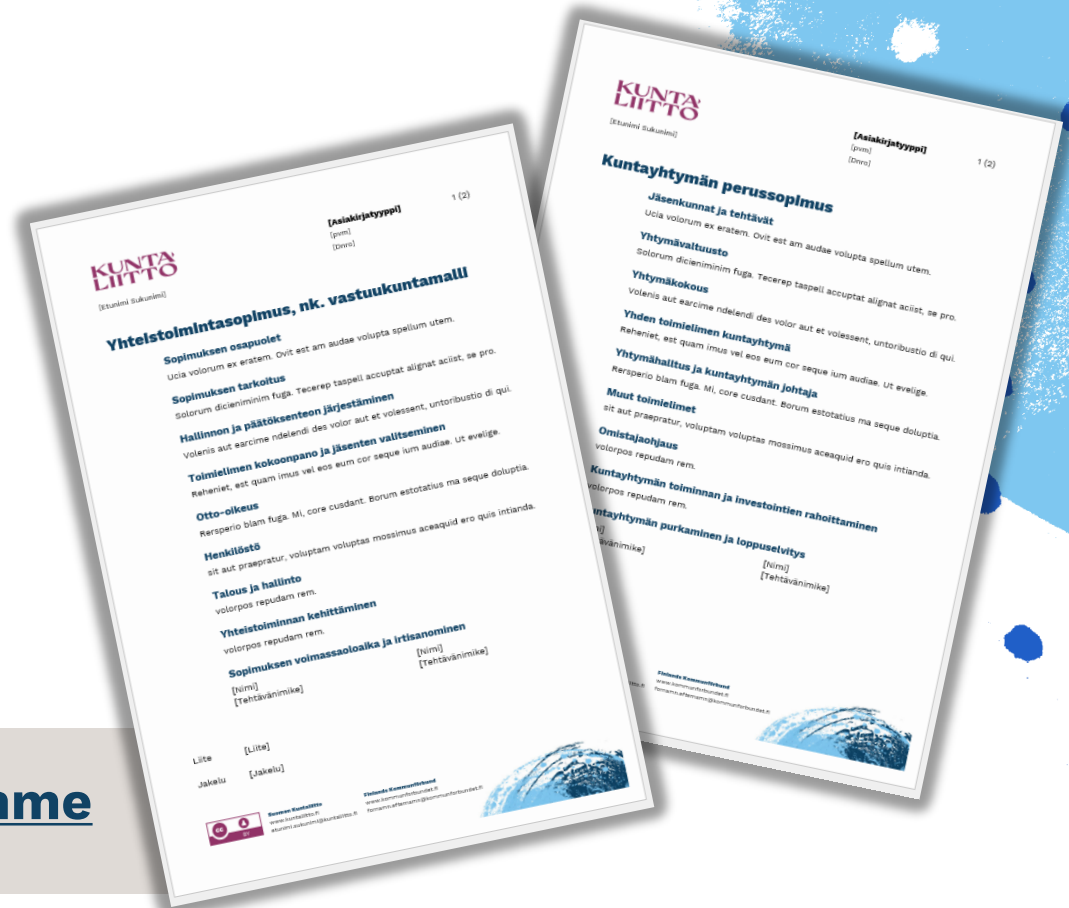 KUNTA
LIITTO
[Etunimi Sukunimi]
[Asiakirjatyyppi]
[pvm]
[Dnro]
1 (2)
Yhteistoimintasopimus, nk. vastuukuntamalli
Sopimuksen osapuolet
Ucia volorum ex eratem. Ovit est am audae volupta spellum utem.
Sopimuksen tarkoitus
Solorum dicieniminim fuga. Tecerep taspell accuptat alignat aciist, se pro.
Hallinnon ja päätöksenteon järjestäminen
Volenis aut earcime ndelendi des volor aut et volessent, untoribustio di qui.
Toimielimen kokoonpano ja jäsenten valitseminen
Reheniet, est quam imus vel eos eum cor seque ium audiae. Ut evelige.
Otto-oikeus
Rersperio blam fuga. Mi, core cusdant. Borum estotatius ma seque doluptia.
Henkilöstö
sit aut praepratur, voluptam voluptas mossimus aceaquid ero quis intianda.
Talous ja hallinto
volorpos repudam rem.
Yhteistoiminnan kehittäminen
volorpos repudam rem.
Sopimuksen voimassaoloaika ja irtisanominen
[Nimi]
[Tehtävänimike]
[Nimi]
[Tehtävänimike]
Liite [Liite]
Jakelu [Jakelu]
cc
BY
Suomen Kuntaliitto
www.kuntaliitto.fi
etunimi.sukunimi@kuntaliitto.fi
Finlands Kommunförbund
www.kommunforbundet.fi
fornamn.efternamn@kommunforbundet.fi
KUNTA
LIITTO
[Etunimi Sukunimi]
[Asiakirjatyyppi]
[pvm]
[Dnro]
1 (2)
Kuntayhtymän perussopimus
Jäsenkunnat ja tehtävät
Ucia volorum ex eratem. Ovit est am audae volupta spellum utem.
Yhtymävaltuusto
Solorum dicieniminim fuga. Tecerep taspell accuptat alignat aciist, se pro.
Yhtymäkokous
Volenis aut earcime ndelendi des volor aut et volessent, untoribustio di qui.
Yhden toimielimen kuntayhtymä
Reheniet, est quam imus vel eos eum cor seque ium audiae. Ut evelige.
Yhtymähallitus ja kuntayhtymän johtaja
Rersperio blam fuga. Mi, core cusdant. Borum estotatius ma seque doluptia.
Muut toimielimet
sit aut praepratur, voluptam voluptas mossimus aceaquid ero quis intianda.
Omistajaohjaus
volorpos repudam rem.
Kuntayhtymän toiminnan ja investointien rahoittaminen
volorpos repudam rem.
untayhtymän purkaminen ja loppuselvitys
[Nimi]
[Tehtävänimike]
Finlands Kommunförbund
www.kommunforbundet.fi
fornamn.efternamn@kommunforbundet.fi